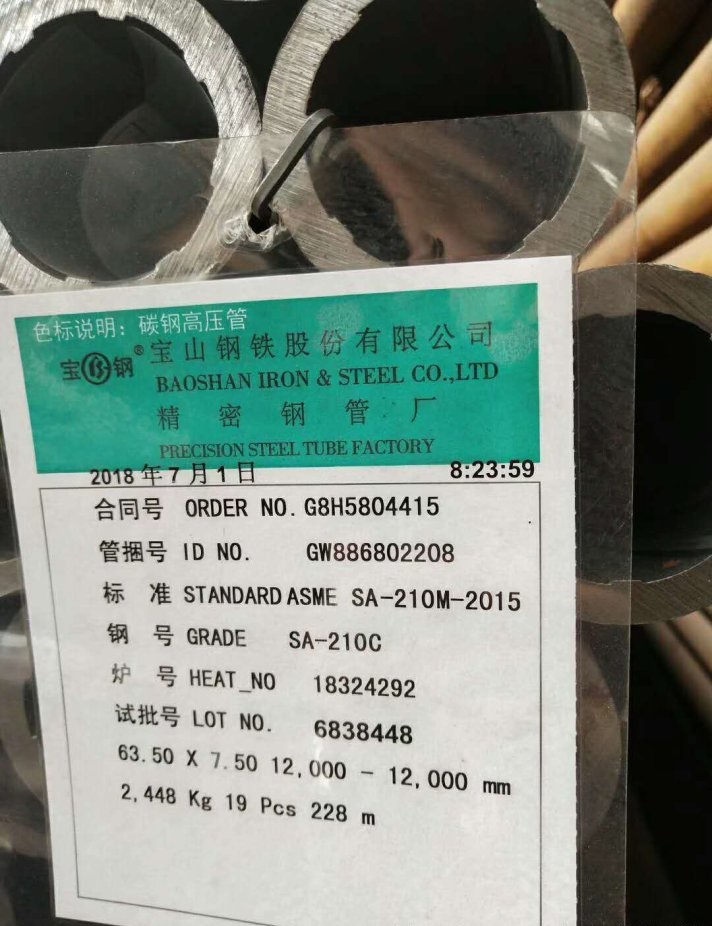 色标说明：碳钢高压管
宝 B 钢® 宝山钢铁股份有限公司
BAOSHAN IRON & STEEL CO.,LTD
精密钢管厂
PRECISION STEEL TUBE FACTORY
2018 年 7 月 1 日 8:23:59
合同号 ORDER NO. G8H5804415
管捆号 ID NO. GW886802208
标 准 STANDARD ASME SA-210M-2015
钢 号 GRADE SA-210C
炉 号 HEAT_NO 18324292
试批号 LOT NO. 6838448
63.50 X 7.50 12,000 - 12,000 mm
2,448 Kg 19 Pcs 228 m